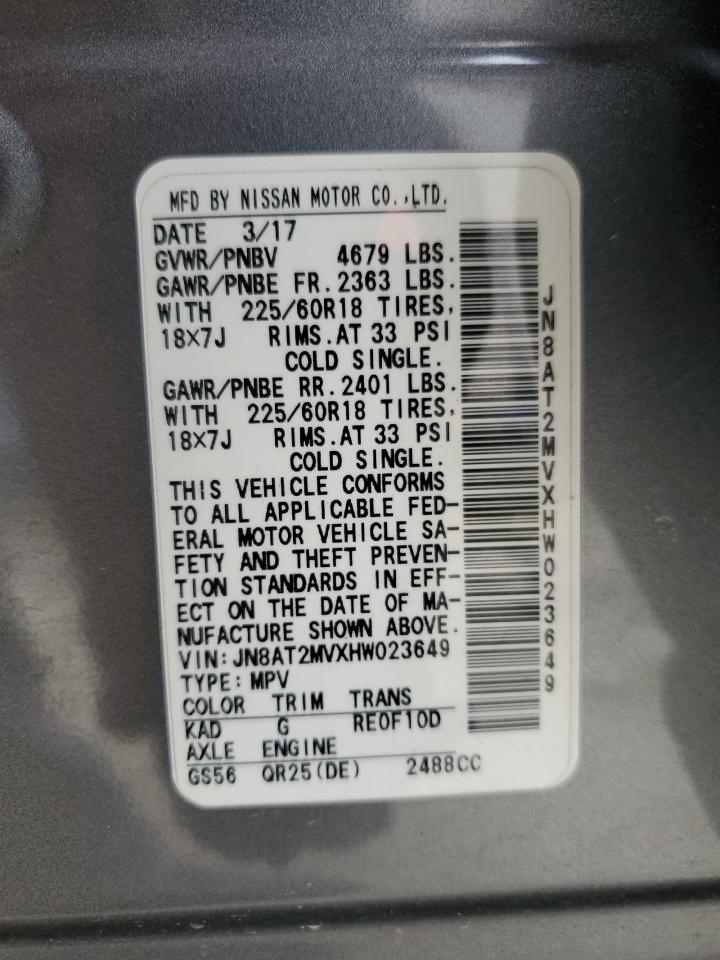 MFD BY NISSAN MOTOR CO.,LTD.
DATE 3/17
GVWR/PNBV 4679 LBS.
GAWR/PNBE FR.2363 LBS.
WITH 225/60R18 TIRES,
18×7J RIMS.AT 33 PSI
COLD SINGLE.
GAWR/PNBE RR.2401 LBS.
WITH 225/60R18 TIRES,
18×7J RIMS.AT 33 PSI
COLD SINGLE.
THIS VEHICLE CONFORMS
TO ALL APPLICABLE FED-
ERAL MOTOR VEHICLE SA-
FETY AND THEFT PREVEN-
TION STANDARDS IN EFF-
ECT ON THE DATE OF MA-
NUFACTURE SHOWN ABOVE.
VIN:JN8AT2MVXHW023649
TYPE:MPV
COLOR TRIM TRANS
KAD G RE0F10D
AXLE ENGINE
GS56 QR25(DE) 2488CC
JN8AT2MVXHW023649